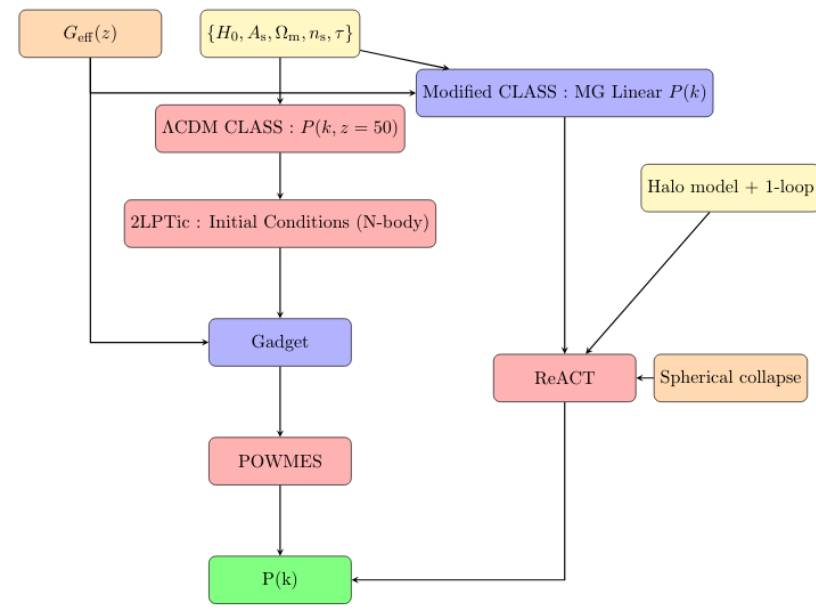 G_eff(z)
{H_0, A_s, Ω_m, n_s, τ}
Modified CLASS : MG Linear P(k)
ΛCDM CLASS : P(k, z = 50)
Halo model + 1-loop
2LPTic : Initial Conditions (N-body)
Gadget
ReACT
Spherical collapse
POWMES
P(k)